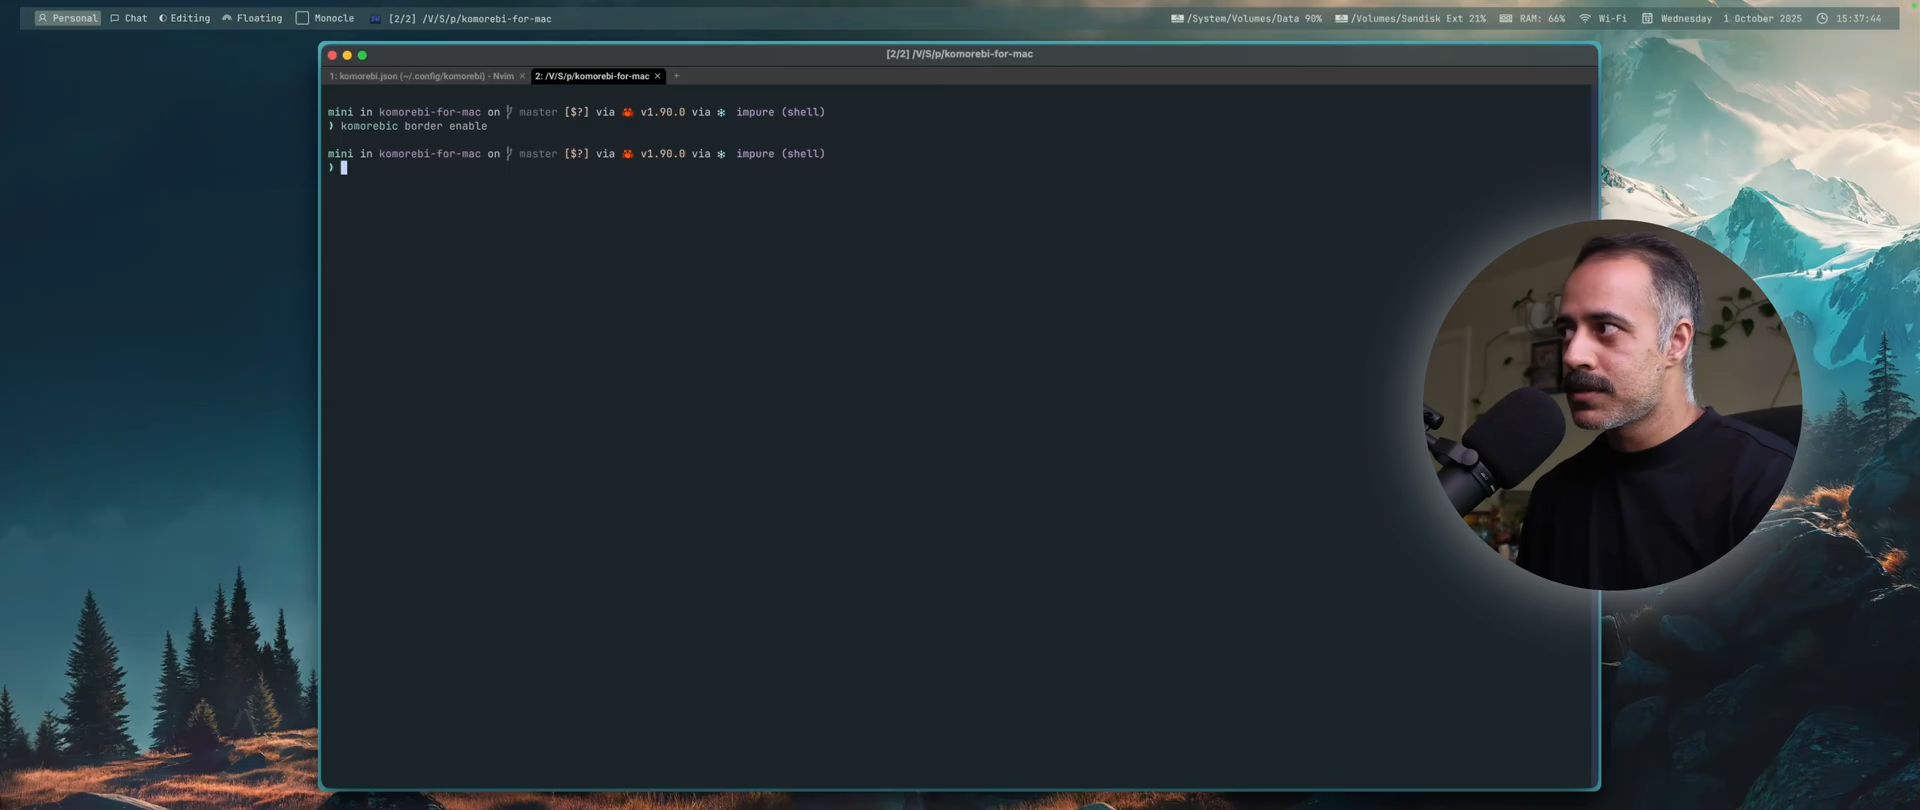 Personal Chat Editing Floating Monocle [2/2] /V/S/p/komorebi-for-mac /System/Volumes/Data 90% /Volumes/Sandisk Ext 21% RAM: 66% Wi-Fi Wednesday 1 October 2025 15:37:44
[2/2] /V/S/p/komorebi-for-mac
1: komorebi.json (~/.config/komorebi) - Nvim × 2: /V/S/p/komorebi-for-mac × +
mini in komorebi-for-mac on master [$?] via 🦀 v1.90.0 via ❄ impure (shell)
❯ komorebic border enable
mini in komorebi-for-mac on master [$?] via 🦀 v1.90.0 via ❄ impure (shell)
❯